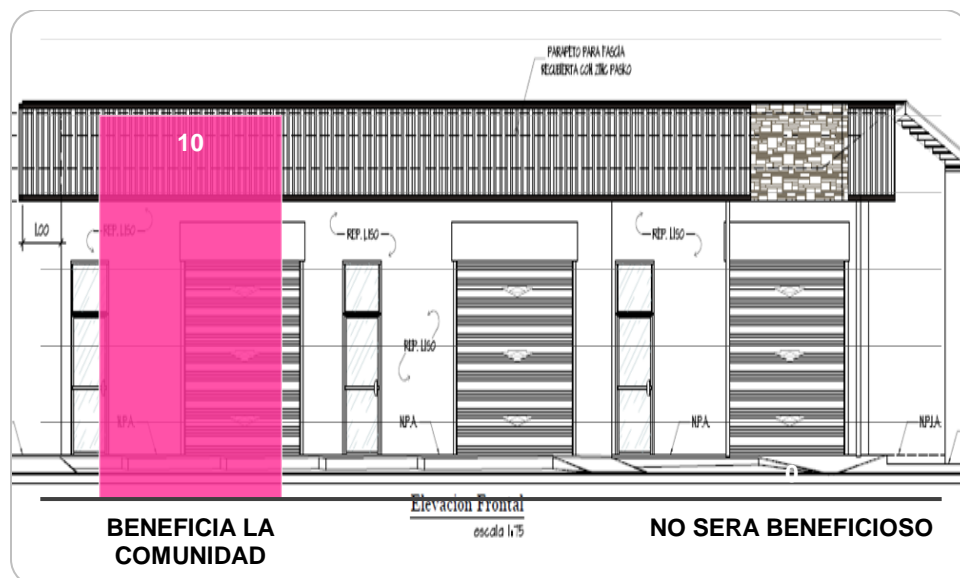 PARAPETO PARA FASCIA
RECUBIERTA CON ZINC PASKO
10
1.00
REP. LISO
REP. LISO
REP. LISO
REP. LISO
N.P.A.
N.P.A.
N.P.A.
0
Elevacion Frontal
escala 1:75
BENEFICIA LA
COMUNIDAD
NO SERA BENEFICIOSO